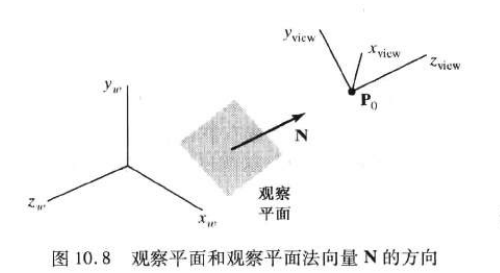 y_view
x_view
z_view
P₀
y_w
N
z_w
x_w
观察
平面
图 10.8 观察平面和观察平面法向量 N 的方向